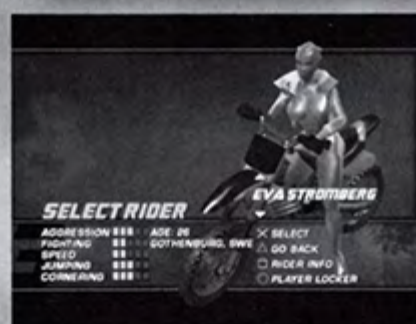 SELECT RIDER
AGGRESSION
FIGHTING
SPEED
JUMPING
CORNERING
AGE: 26
GOTHENBURG, SWE
EVA STROMBERG
X SELECT
△ GO BACK
□ RIDER INFO
○ PLAYER LOCKER